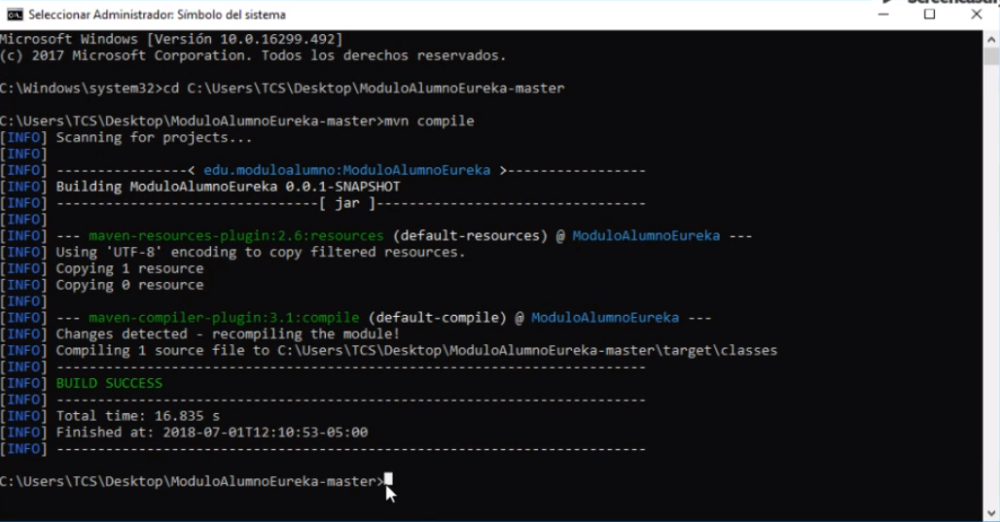 Seleccionar Administrador: Símbolo del sistema
Microsoft Windows [Versión 10.0.16299.492]
(c) 2017 Microsoft Corporation. Todos los derechos reservados.
C:\Windows\system32>cd C:\Users\TCS\Desktop\ModuloAlumnoEureka-master
C:\Users\TCS\Desktop\ModuloAlumnoEureka-master>mvn compile
[INFO] Scanning for projects...
[INFO]
[INFO] ----------------< edu.moduloalumno:ModuloAlumnoEureka >-----------------
[INFO] Building ModuloAlumnoEureka 0.0.1-SNAPSHOT
[INFO] --------------------------------[ jar ]---------------------------------
[INFO]
[INFO] --- maven-resources-plugin:2.6:resources (default-resources) @ ModuloAlumnoEureka ---
[INFO] Using 'UTF-8' encoding to copy filtered resources.
[INFO] Copying 1 resource
[INFO] Copying 0 resource
[INFO]
[INFO] --- maven-compiler-plugin:3.1:compile (default-compile) @ ModuloAlumnoEureka ---
[INFO] Changes detected - recompiling the module!
[INFO] Compiling 1 source file to C:\Users\TCS\Desktop\ModuloAlumnoEureka-master\target\classes
[INFO] ------------------------------------------------------------------------
[INFO] BUILD SUCCESS
[INFO] ------------------------------------------------------------------------
[INFO] Total time: 16.835 s
[INFO] Finished at: 2018-07-01T12:10:53-05:00
[INFO] ------------------------------------------------------------------------
C:\Users\TCS\Desktop\ModuloAlumnoEureka-master>